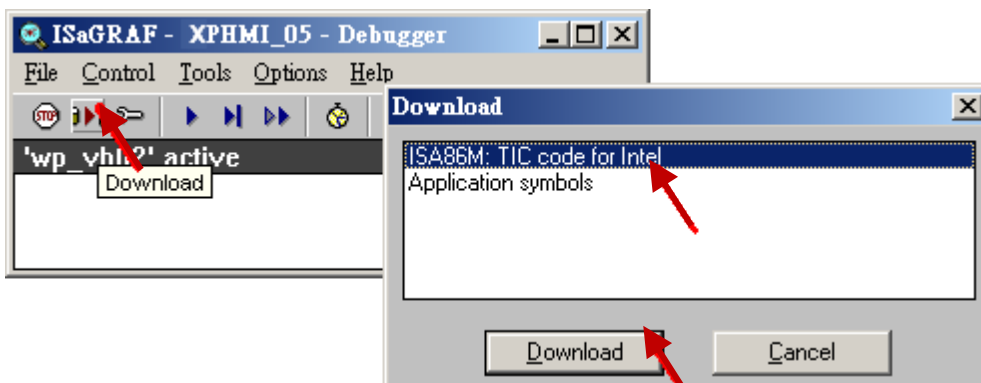 ISaGRAF - XPHMI_05 - Debugger
File Control Tools Options Help
STOP
'wp_vhmi2' active
Download
Download
ISA86M: TIC code for Intel
Application symbols
Download Cancel